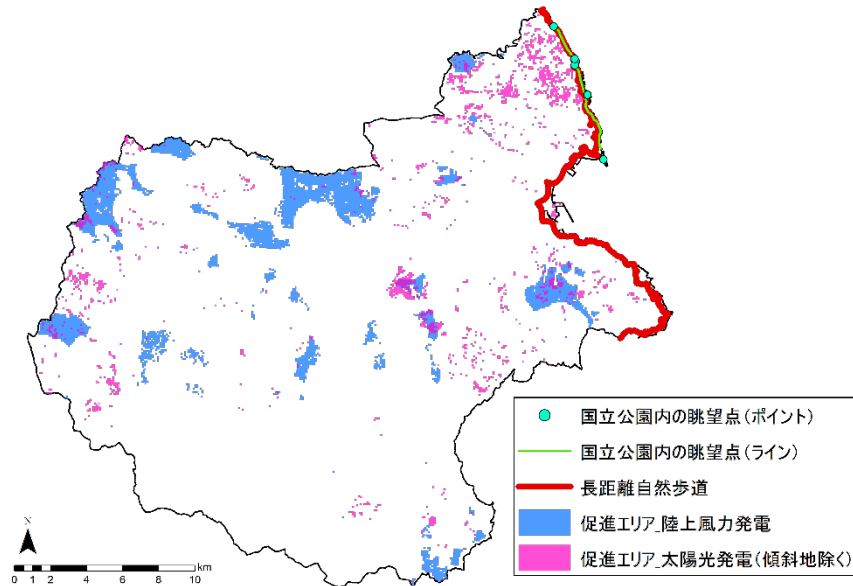 国立公園内の眺望点(ポイント)
国立公園内の眺望点(ライン)
長距離自然歩道
促進エリア_陸上風力発電
促進エリア_太陽光発電(傾斜地除く)
N
0 1 2 4 6 8 10 km